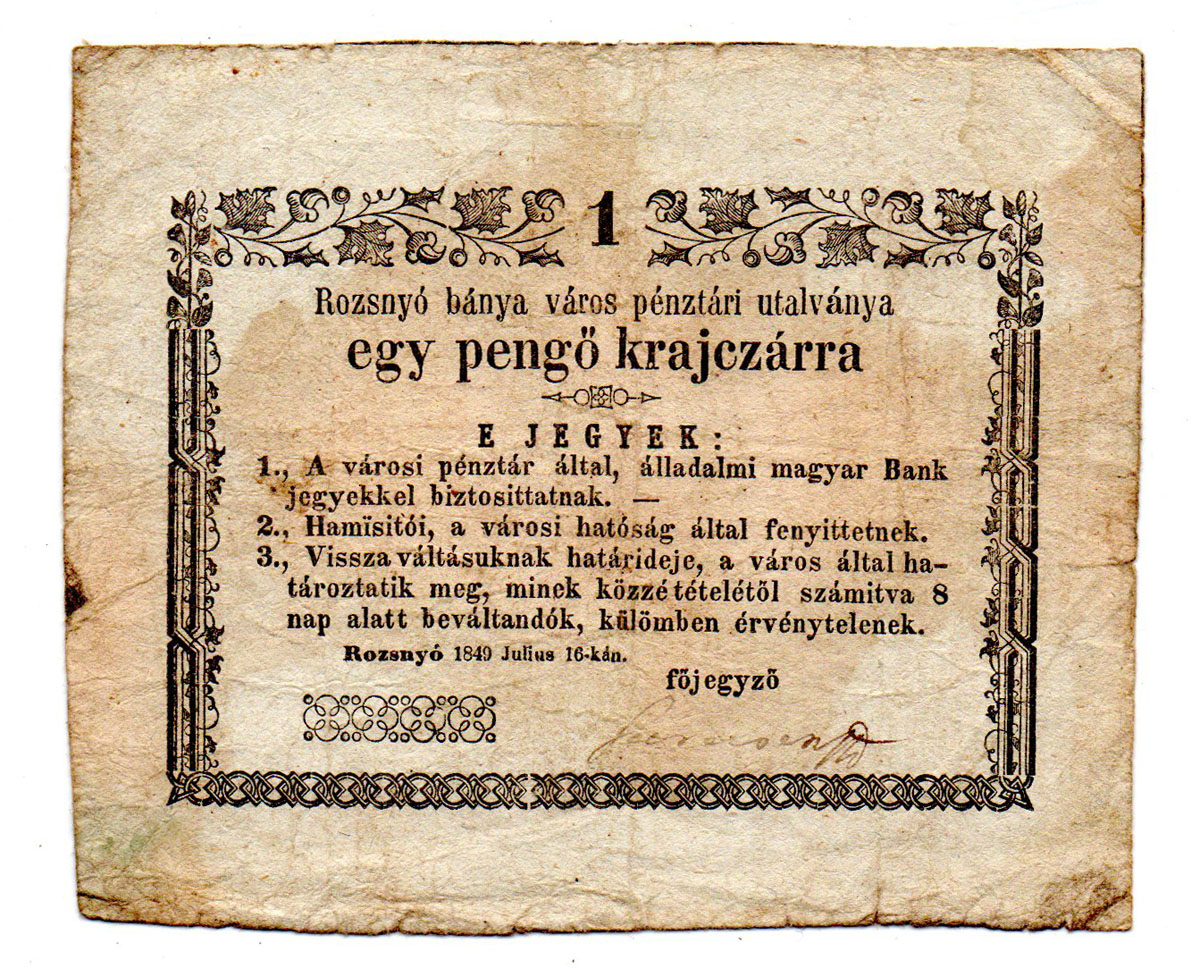 1
Rozsnyó bánya város pénztári utalványa
egy pengő krajczárra
E JEGYEK:
1., A városi pénztár által, álladalmi magyar Bank
jegyekkel biztosittatnak. —
2., Hamïsitói, a városi hatóság által fenyittetnek.
3., Vissza váltásuknak határideje, a város által ha-
tároztatik meg, minek közzé tételétől számitva 8
nap alatt beváltandók, külömben érvénytelenek.
Rozsnyó 1849 Julius 16-kán.
főjegyző